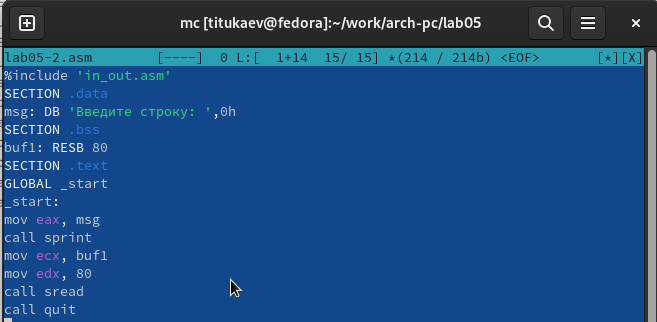 mc [titukaev@fedora]:~/work/arch-pc/lab05
lab05-2.asm [----] 0 L:[ 1+14 15/ 15] *(214 / 214b) <EOF> [*][X]
%include 'in_out.asm'
SECTION .data
msg: DB 'Введите строку: ',0h
SECTION .bss
buf1: RESB 80
SECTION .text
GLOBAL _start
_start:
mov eax, msg
call sprint
mov ecx, buf1
mov edx, 80
call sread
call quit